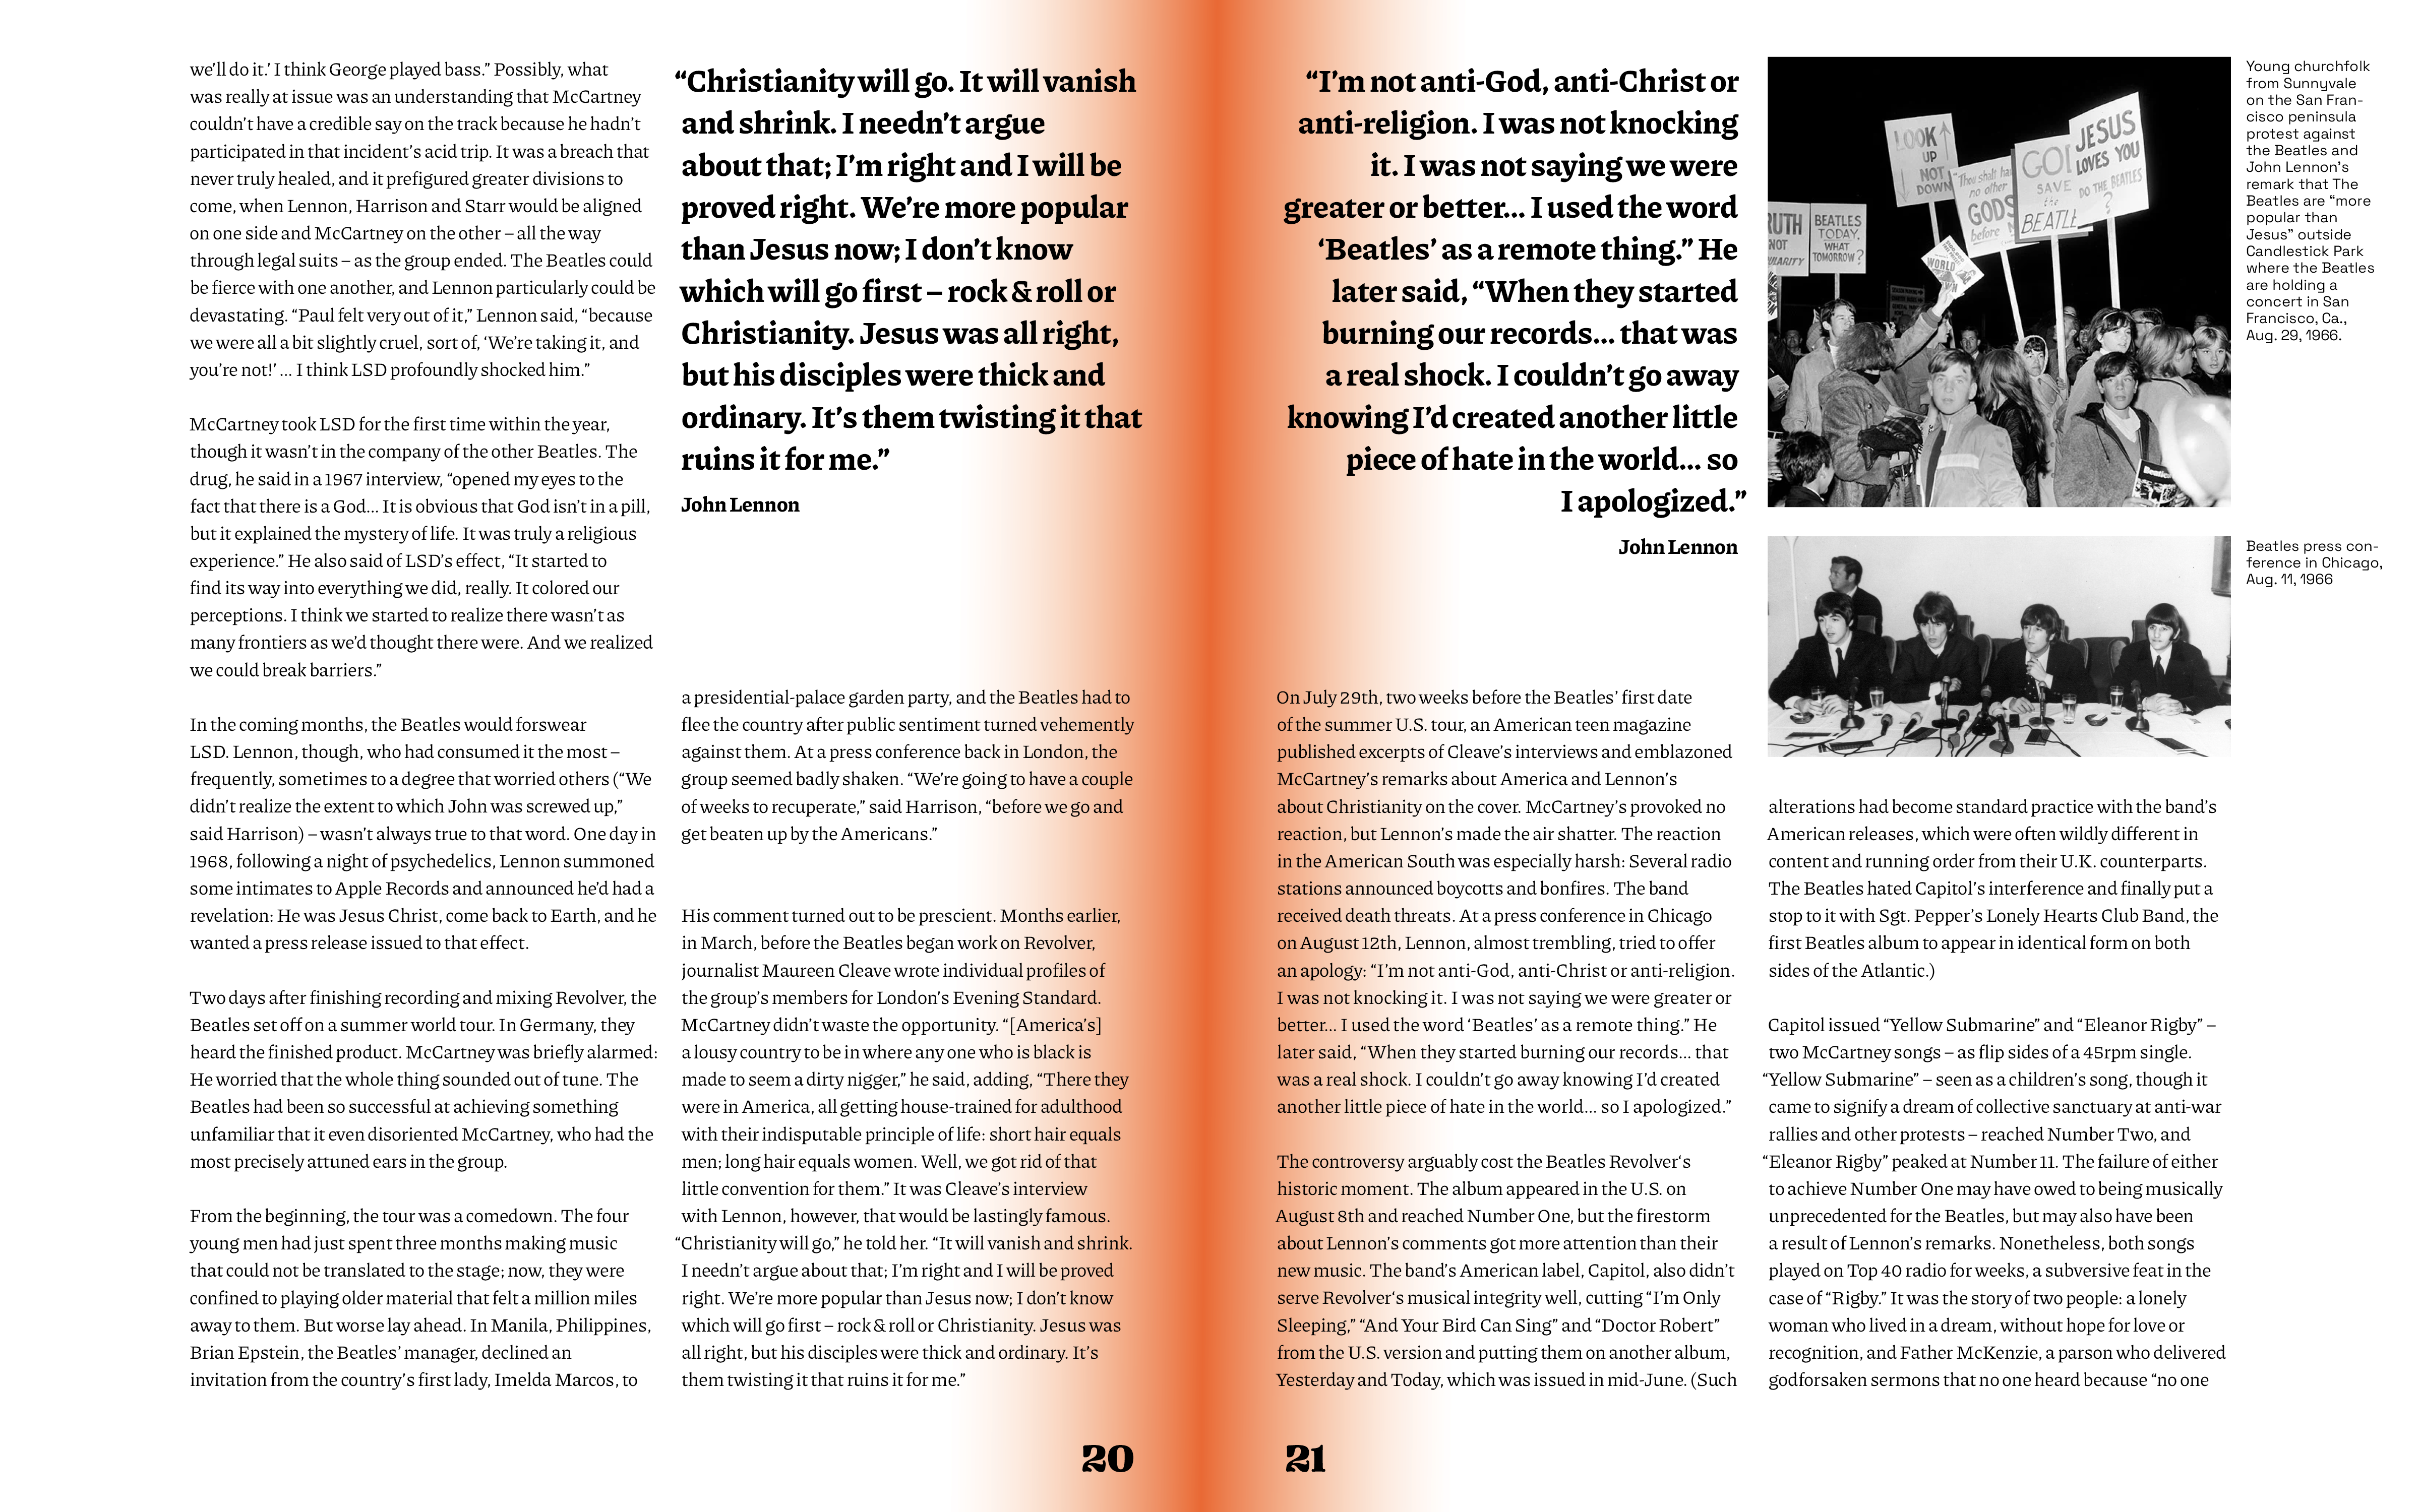 we'll do it.' I think George played bass.” Possibly, what
was really at issue was an understanding that McCartney
couldn't have a credible say on the track because he hadn't
participated in that incident's acid trip. It was a breach that
never truly healed, and it prefigured greater divisions to
come, when Lennon, Harrison and Starr would be aligned
on one side and McCartney on the other – all the way
through legal suits – as the group ended. The Beatles could
be fierce with one another, and Lennon particularly could be
devastating. “Paul felt very out of it,” Lennon said, “because
we were all a bit slightly cruel, sort of, ‘We're taking it, and
you're not!' ... I think LSD profoundly shocked him.”
McCartney took LSD for the first time within the year,
though it wasn't in the company of the other Beatles. The
drug, he said in a 1967 interview, “opened my eyes to the
fact that there is a God... It is obvious that God isn't in a pill,
but it explained the mystery of life. It was truly a religious
experience.” He also said of LSD's effect, “It started to
find its way into everything we did, really. It colored our
perceptions. I think we started to realize there wasn't as
many frontiers as we'd thought there were. And we realized
we could break barriers.”
In the coming months, the Beatles would forswear
LSD. Lennon, though, who had consumed it the most –
frequently, sometimes to a degree that worried others (“We
didn't realize the extent to which John was screwed up,”
said Harrison) – wasn't always true to that word. One day in
1968, following a night of psychedelics, Lennon summoned
some intimates to Apple Records and announced he'd had a
revelation: He was Jesus Christ, come back to Earth, and he
wanted a press release issued to that effect.
Two days after finishing recording and mixing Revolver, the
Beatles set off on a summer world tour. In Germany, they
heard the finished product. McCartney was briefly alarmed:
He worried that the whole thing sounded out of tune. The
Beatles had been so successful at achieving something
unfamiliar that it even disoriented McCartney, who had the
most precisely attuned ears in the group.
From the beginning, the tour was a comedown. The four
young men had just spent three months making music
that could not be translated to the stage; now, they were
confined to playing older material that felt a million miles
away to them. But worse lay ahead. In Manila, Philippines,
Brian Epstein, the Beatles' manager, declined an
invitation from the country's first lady, Imelda Marcos, to
“Christianity will go. It will vanish
and shrink. I needn't argue
about that; I'm right and I will be
proved right. We're more popular
than Jesus now; I don't know
which will go first – rock & roll or
Christianity. Jesus was all right,
but his disciples were thick and
ordinary. It's them twisting it that
ruins it for me.”
John Lennon
a presidential-palace garden party, and the Beatles had to
flee the country after public sentiment turned vehemently
against them. At a press conference back in London, the
group seemed badly shaken. “We're going to have a couple
of weeks to recuperate,” said Harrison, “before we go and
get beaten up by the Americans.”
His comment turned out to be prescient. Months earlier,
in March, before the Beatles began work on Revolver,
journalist Maureen Cleave wrote individual profiles of
the group's members for London's Evening Standard.
McCartney didn't waste the opportunity. “[America's]
a lousy country to be in where any one who is black is
made to seem a dirty nigger,” he said, adding, “There they
were in America, all getting house-trained for adulthood
with their indisputable principle of life: short hair equals
men; long hair equals women. Well, we got rid of that
little convention for them.” It was Cleave's interview
with Lennon, however, that would be lastingly famous.
“Christianity will go,” he told her. “It will vanish and shrink.
I needn't argue about that; I'm right and I will be proved
right. We're more popular than Jesus now; I don't know
which will go first – rock & roll or Christianity. Jesus was
all right, but his disciples were thick and ordinary. It's
them twisting it that ruins it for me.”
20
“I'm not anti-God, anti-Christ or
anti-religion. I was not knocking
it. I was not saying we were
greater or better... I used the word
‘Beatles' as a remote thing.” He
later said, “When they started
burning our records... that was
a real shock. I couldn't go away
knowing I'd created another little
piece of hate in the world... so
I apologized.”
John Lennon
On July 29th, two weeks before the Beatles' first date
of the summer U.S. tour, an American teen magazine
published excerpts of Cleave's interviews and emblazoned
McCartney's remarks about America and Lennon's
about Christianity on the cover. McCartney's provoked no
reaction, but Lennon's made the air shatter. The reaction
in the American South was especially harsh: Several radio
stations announced boycotts and bonfires. The band
received death threats. At a press conference in Chicago
on August 12th, Lennon, almost trembling, tried to offer
an apology: “I'm not anti-God, anti-Christ or anti-religion.
I was not knocking it. I was not saying we were greater or
better... I used the word ‘Beatles' as a remote thing.” He
later said, “When they started burning our records... that
was a real shock. I couldn't go away knowing I'd created
another little piece of hate in the world... so I apologized.”
The controversy arguably cost the Beatles Revolver‘s
historic moment. The album appeared in the U.S. on
August 8th and reached Number One, but the firestorm
about Lennon's comments got more attention than their
new music. The band's American label, Capitol, also didn't
serve Revolver‘s musical integrity well, cutting “I'm Only
Sleeping,” “And Your Bird Can Sing” and “Doctor Robert”
from the U.S. version and putting them on another album,
Yesterday and Today, which was issued in mid-June. (Such
21
LOOK
UP
NOT
DOWN
"Thou shalt ha
no other
GODS
before
SAVE
the
BEATL
JESUS
LOVES YOU
DO THE BEATLES
?
RUTH
NOT
ULARITY
BEATLES
TODAY,
WHAT
TOMORROW?
WORLD
Young churchfolk
from Sunnyvale
on the San Fran-
cisco peninsula
protest against
the Beatles and
John Lennon's
remark that The
Beatles are “more
popular than
Jesus” outside
Candlestick Park
where the Beatles
are holding a
concert in San
Francisco, Ca.,
Aug. 29, 1966.
Beatles press con-
ference in Chicago,
Aug. 11, 1966
alterations had become standard practice with the band's
American releases, which were often wildly different in
content and running order from their U.K. counterparts.
The Beatles hated Capitol's interference and finally put a
stop to it with Sgt. Pepper's Lonely Hearts Club Band, the
first Beatles album to appear in identical form on both
sides of the Atlantic.)
Capitol issued “Yellow Submarine” and “Eleanor Rigby” –
two McCartney songs – as flip sides of a 45rpm single.
“Yellow Submarine” – seen as a children's song, though it
came to signify a dream of collective sanctuary at anti-war
rallies and other protests – reached Number Two, and
“Eleanor Rigby” peaked at Number 11. The failure of either
to achieve Number One may have owed to being musically
unprecedented for the Beatles, but may also have been
a result of Lennon's remarks. Nonetheless, both songs
played on Top 40 radio for weeks, a subversive feat in the
case of “Rigby.” It was the story of two people: a lonely
woman who lived in a dream, without hope for love or
recognition, and Father McKenzie, a parson who delivered
godforsaken sermons that no one heard because “no one